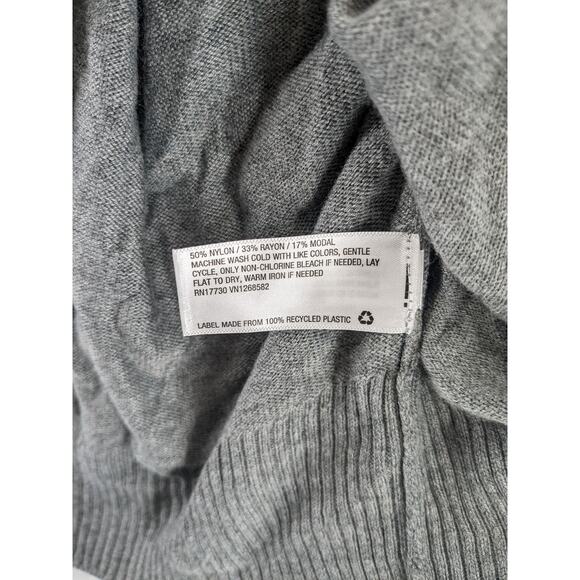 50% NYLON / 33% RAYON / 17% MODAL
MACHINE WASH COLD WITH LIKE COLORS, GENTLE
CYCLE, ONLY NON-CHLORINE BLEACH IF NEEDED, LAY
FLAT TO DRY, WARM IRON IF NEEDED
RN17730 VN1268582
LABEL MADE FROM 100% RECYCLED PLASTIC